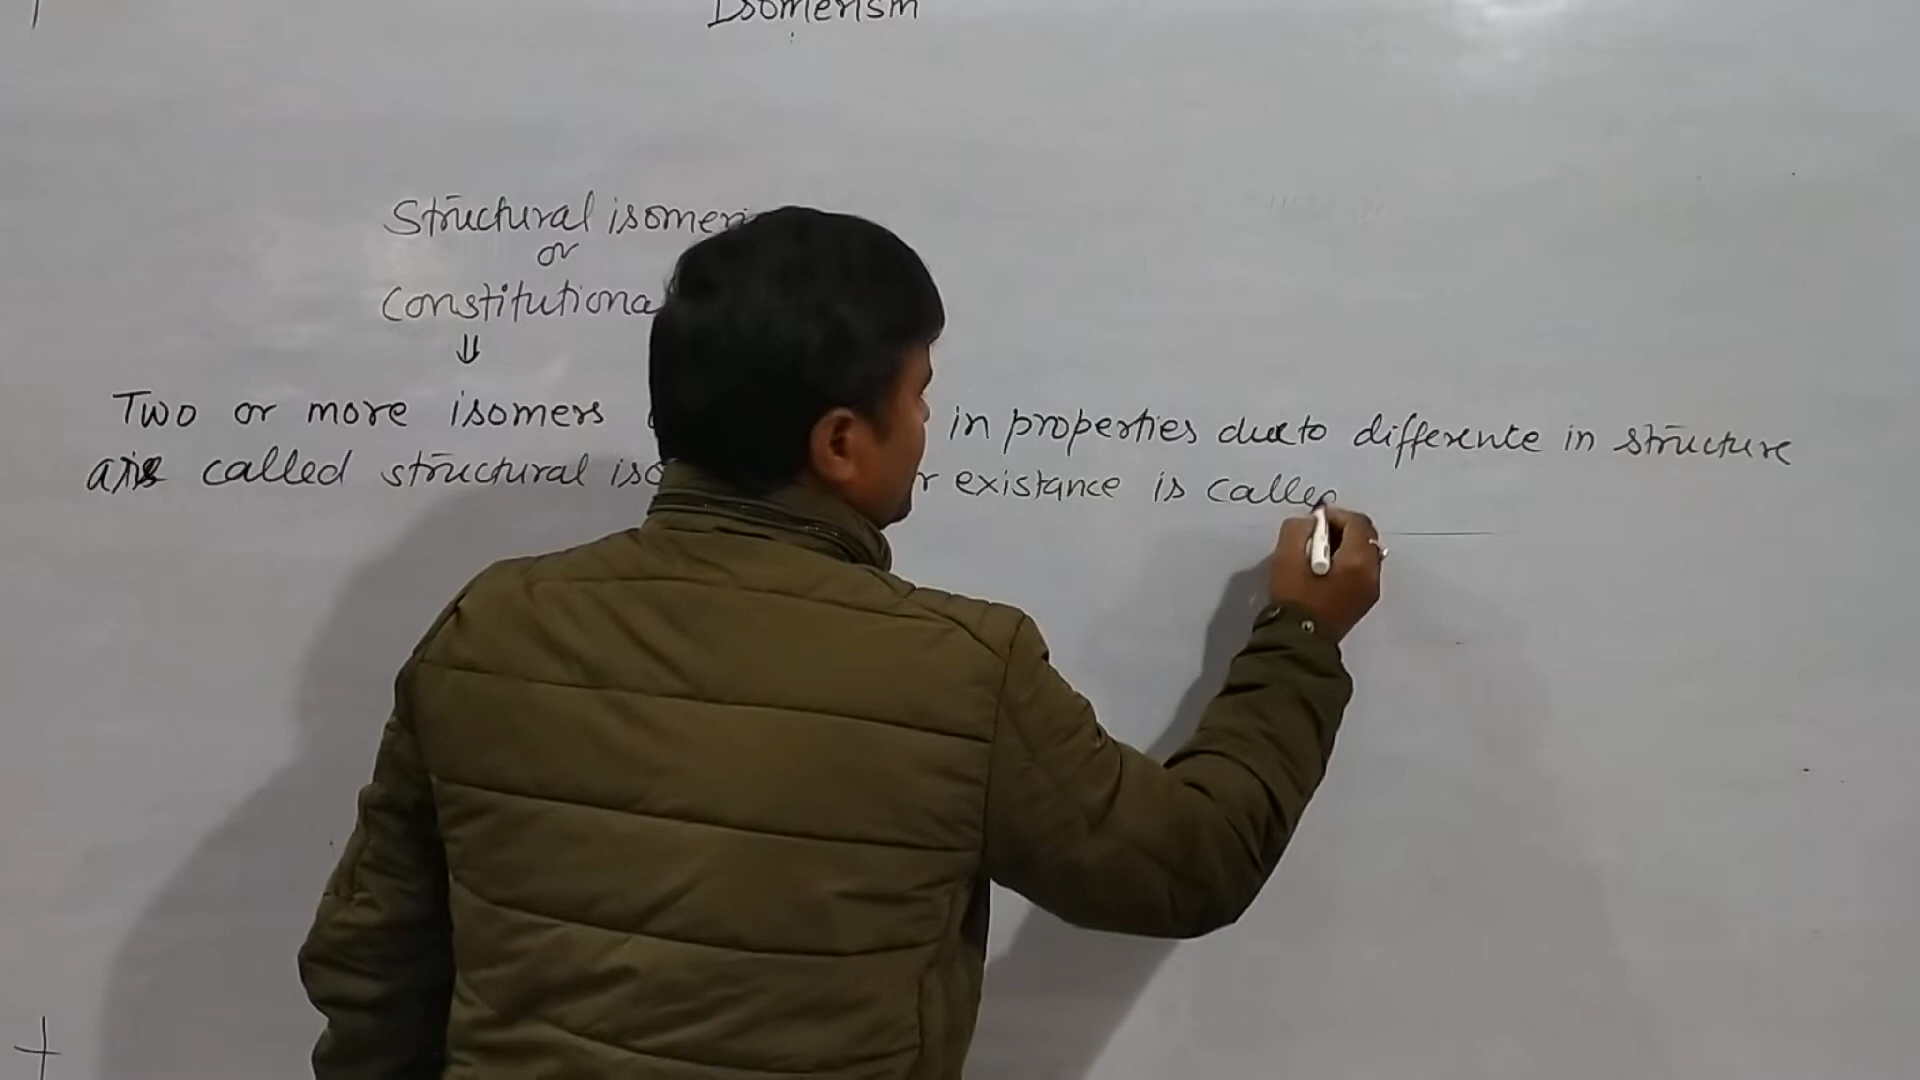 Isomerism
Structural isomeri
or
Constitutiona
⇓
Two or more isomers in properties due to difference in structure
are called structural iso r existance is calle